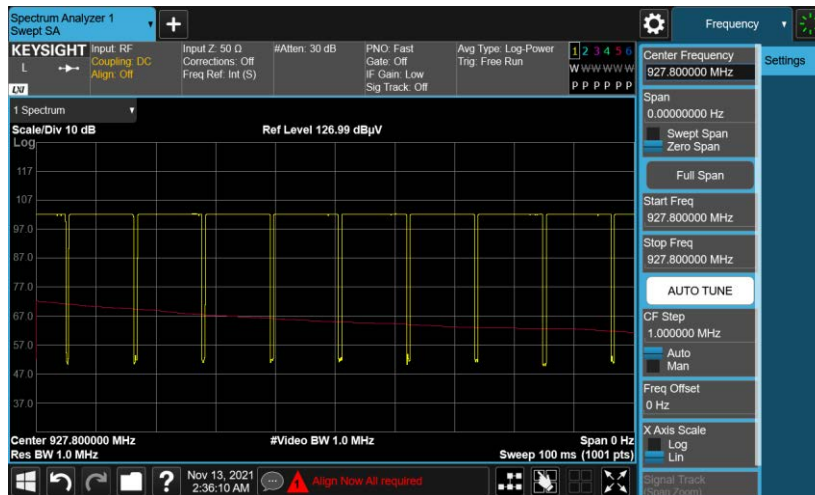 Spectrum Analyzer 1
Swept SA
Frequency
KEYSIGHT
L
LXI
Input: RF
Coupling: DC
Align: Off
Input Z: 50 Ω
Corrections: Off
Freq Ref: Int (S)
#Atten: 30 dB
PNO: Fast
Gate: Off
IF Gain: Low
Sig Track: Off
Avg Type: Log-Power
Trig: Free Run
1 2 3 4 5 6
W W W W W W
P P P P P P
Center Frequency
927.800000 MHz
Settings
Span
0.00000000 Hz
Swept Span
Zero Span
Full Span
Start Freq
927.800000 MHz
Stop Freq
927.800000 MHz
AUTO TUNE
CF Step
1.000000 MHz
Auto
Man
Freq Offset
0 Hz
X Axis Scale
Log
Lin
Signal Track
(Span Zoom)
1 Spectrum
Scale/Div 10 dB
Ref Level 126.99 dBµV
Log
117
107
97.0
87.0
77.0
67.0
57.0
47.0
37.0
Center 927.800000 MHz
#Video BW 1.0 MHz
Span 0 Hz
Res BW 1.0 MHz
Sweep 100 ms (1001 pts)
?
Nov 13, 2021
2:36:10 AM
1
Align Now All required